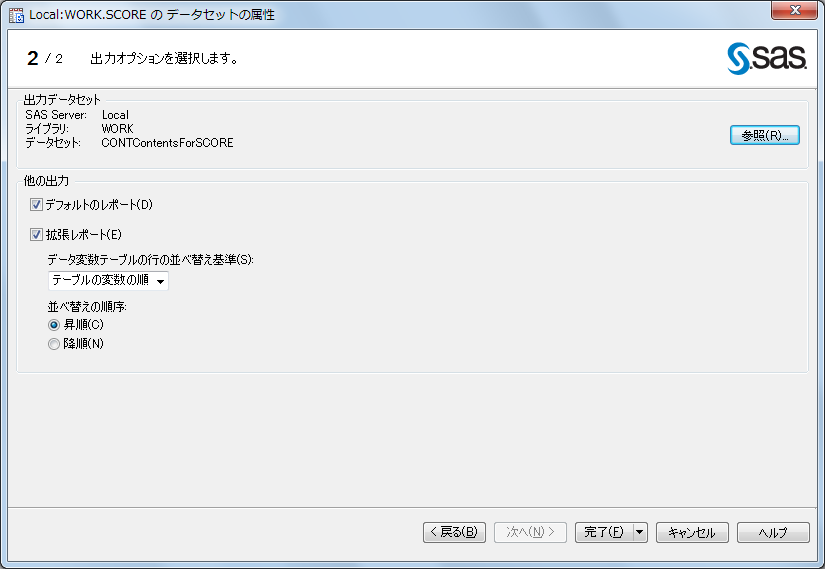 Local:WORK.SCORE の データセットの属性
2 / 2 出力オプションを選択します。
sas
出力データセット
SAS Server: Local
ライブラリ: WORK
データセット: CONTContentsForSCORE
参照(R)...
他の出力
デフォルトのレポート(D)
拡張レポート(E)
データ変数テーブルの行の並べ替え基準(S):
テーブルの変数の順
並べ替えの順序:
昇順(C)
降順(N)
< 戻る(B) 次へ(N) > 完了(F) キャンセル ヘルプ